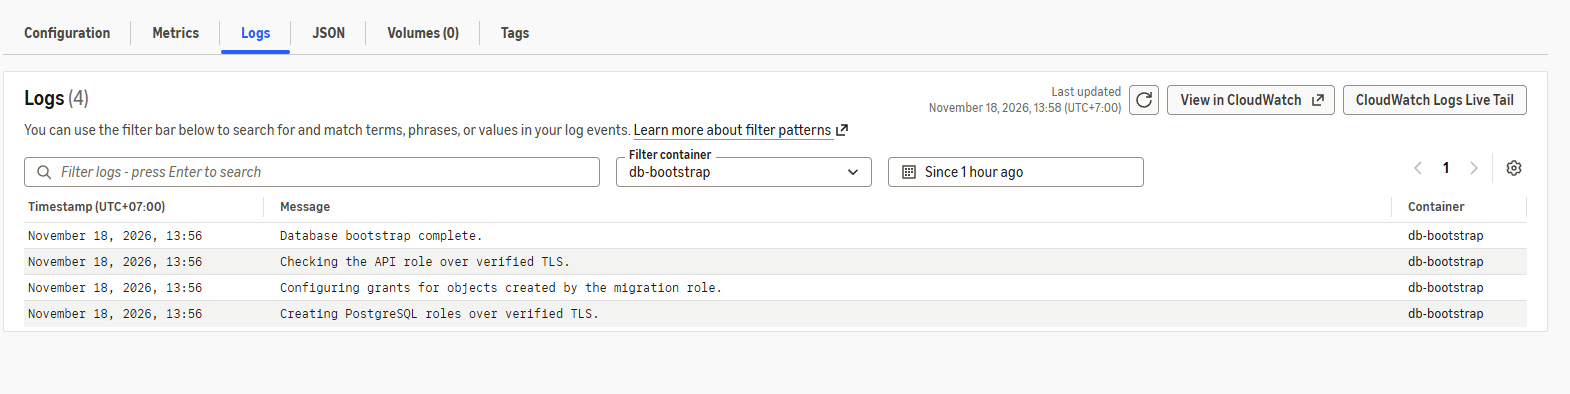 Configuration Metrics Logs JSON Volumes (0) Tags
Logs (4)
Last updated
November 18, 2026, 13:58 (UTC+7:00)
View in CloudWatch
CloudWatch Logs Live Tail
You can use the filter bar below to search for and match terms, phrases, or values in your log events. Learn more about filter patterns
Filter logs - press Enter to search
Filter container
db-bootstrap
Since 1 hour ago
1
Timestamp (UTC+07:00) Message Container
November 18, 2026, 13:56 Database bootstrap complete. db-bootstrap
November 18, 2026, 13:56 Checking the API role over verified TLS. db-bootstrap
November 18, 2026, 13:56 Configuring grants for objects created by the migration role. db-bootstrap
November 18, 2026, 13:56 Creating PostgreSQL roles over verified TLS. db-bootstrap